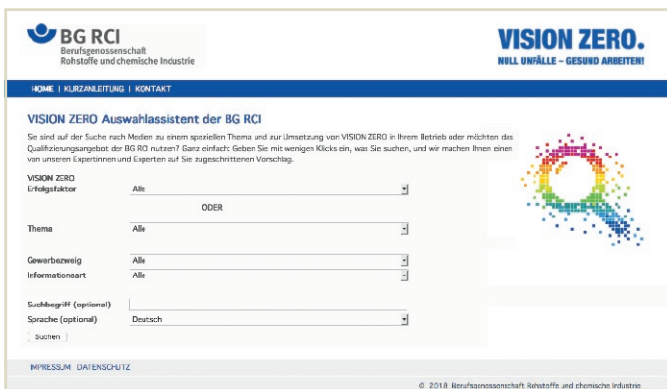 BG RCI
Berufsgenossenschaft
Rohstoffe und chemische Industrie
VISION ZERO.
NULL UNFÄLLE – GESUND ARBEITEN!
HOME | KURZANLEITUNG | KONTAKT
VISION ZERO Auswahlassistent der BG RCI
Sie sind auf der Suche nach Medien zu einem speziellen Thema und zur Umsetzung von VISION ZERO in Ihrem Betrieb oder möchten das
Qualifizierungsangebot der BG RCI nutzen? Ganz einfach: Geben Sie mit wenigen Klicks ein, was Sie suchen, und wir machen Ihnen einen
von unseren Expertinnen und Experten auf Sie zugeschnittenen Vorschlag.
VISION ZERO
Erfolgsfaktor Alle
ODER
Thema Alle
Gewerbezweig Alle
Informationsart Alle
Suchbegriff (optional)
Sprache (optional) Deutsch
Suchen
IMPRESSUM DATENSCHUTZ
© 2018 Berufsgenossenschaft Rohstoffe und chemische Industrie